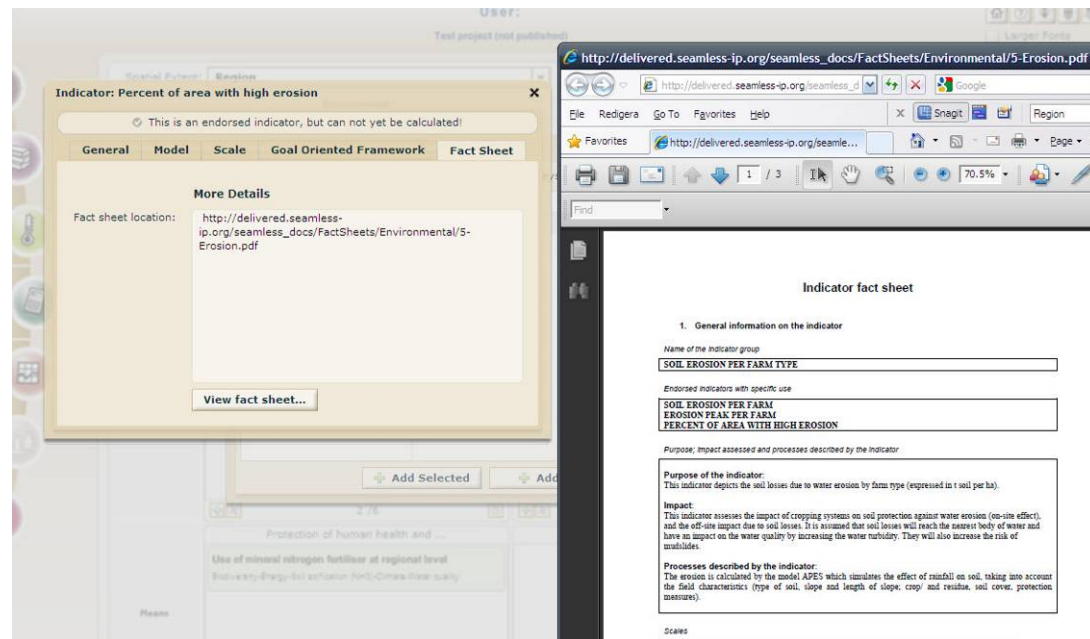 User:
Test project (not published)
Larger Fonts
Spatial Extent: Region
Indicator: Percent of area with high erosion
This is an endorsed indicator, but can not yet be calculated!
General Model Scale Goal Oriented Framework Fact Sheet
More Details
Fact sheet location:
http://delivered.seamless-
ip.org/seamless_docs/FactSheets/Environmental/5-
Erosion.pdf
View fact sheet...
Add Selected
Add
2 /6
Protection of human health and ...
Use of mineral nitrogen fertiliser at regional level
Means
http://delivered.seamless-ip.org/seamless_docs/FactSheets/Environmental/5-Erosion.pdf
http://delivered.seamless-ip.org/seamless_d
Google
File Redigera Go To Favorites Help
X Snagit
Region
Favorites
http://delivered.seamless-ip.org/seamle...
Page
1 / 3
70.5%
Find
Indicator fact sheet
1. General information on the indicator
Name of the indicator group
SOIL EROSION PER FARM TYPE
Endorsed indicators with specific use
SOIL EROSION PER FARM
EROSION PEAK PER FARM
PERCENT OF AREA WITH HIGH EROSION
Purpose; Impact assessed and processes described by the indicator
Purpose of the indicator:
This indicator depicts the soil losses due to water erosion by farm type (expressed in t soil per ha).
Impact:
This indicator assesses the impact of cropping systems on soil protection against water erosion (on-site effect),
and the off-site impact due to soil losses. It is assumed that soil losses will reach the nearest body of water and
have an impact on the water quality by increasing the water turbidity. They will also increase the risk of
mudslides.
Processes described by the indicator:
The erosion is calculated by the model APES which simulates the effect of rainfall on soil, taking into account
the field characteristics (type of soil, slope and length of slope; crop/ and residue, soil cover, protection
measures).
Scales